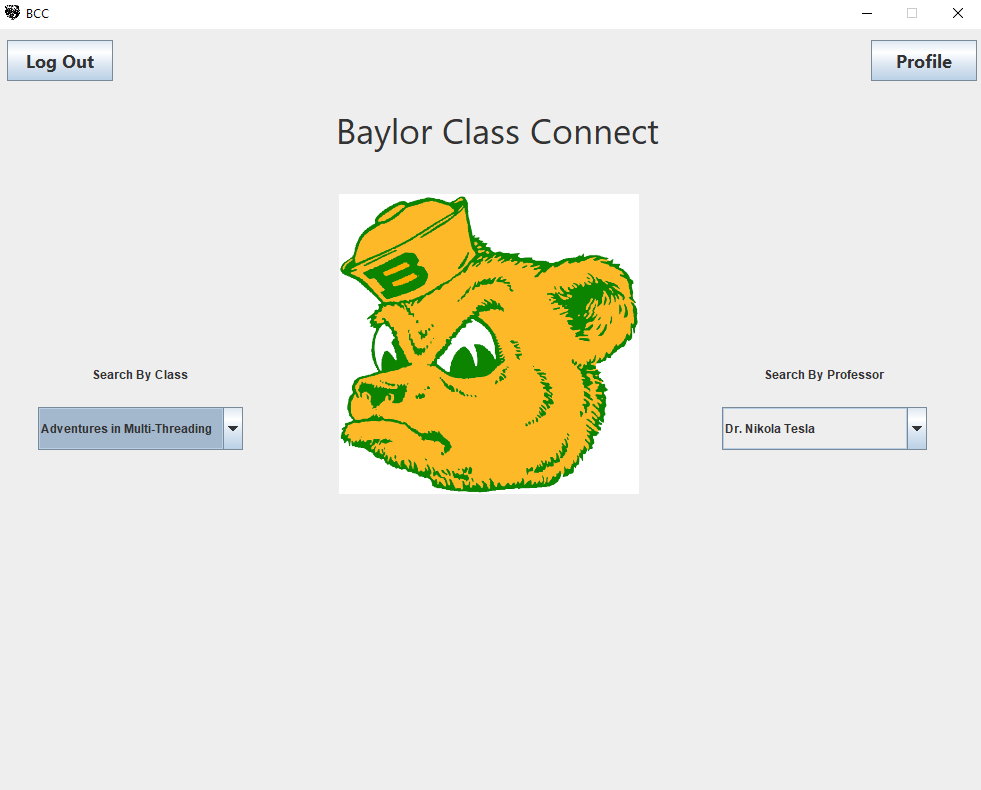 BCC
Log Out
Profile
Baylor Class Connect
B
Search By Class
Search By Professor
Adventures in Multi-Threading
Dr. Nikola Tesla